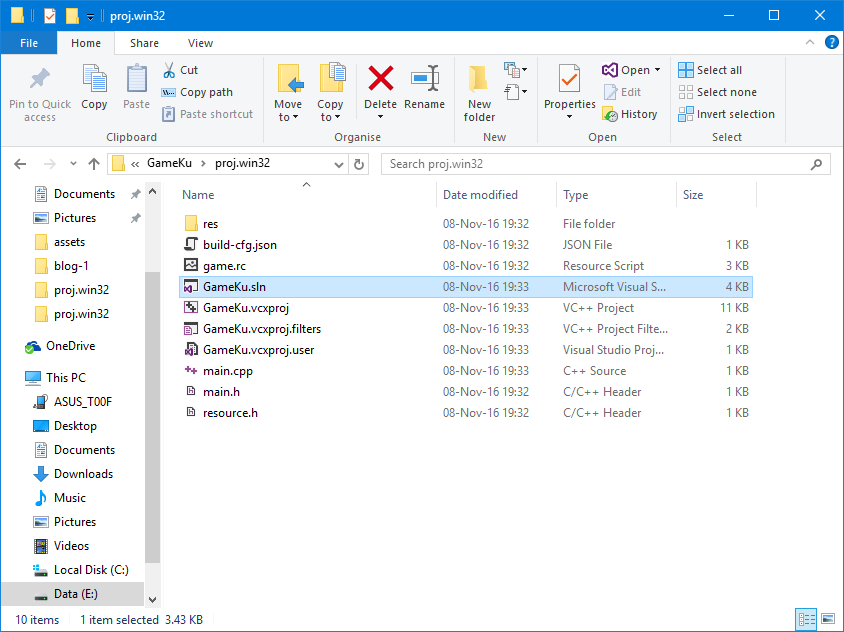 proj.win32
File Home Share View
Pin to Quick access
Copy
Paste
Cut
Copy path
Paste shortcut
Clipboard
Move to
Copy to
Delete
Rename
Organise
New folder
New
Properties
Open
Edit
History
Open
Select all
Select none
Invert selection
Select
« GameKu > proj.win32
Search proj.win32
Documents
Pictures
assets
blog-1
proj.win32
proj.win32
OneDrive
This PC
ASUS_T00F
Desktop
Documents
Downloads
Music
Pictures
Videos
Local Disk (C:)
Data (E:)
Name Date modified Type Size
res 08-Nov-16 19:32 File folder
build-cfg.json 08-Nov-16 19:32 JSON File 1 KB
game.rc 08-Nov-16 19:32 Resource Script 3 KB
GameKu.sln 08-Nov-16 19:33 Microsoft Visual S... 4 KB
GameKu.vcxproj 08-Nov-16 19:33 VC++ Project 11 KB
GameKu.vcxproj.filters 08-Nov-16 19:33 VC++ Project Filte... 2 KB
GameKu.vcxproj.user 08-Nov-16 19:33 Visual Studio Proj... 1 KB
main.cpp 08-Nov-16 19:33 C++ Source 1 KB
main.h 08-Nov-16 19:32 C/C++ Header 1 KB
resource.h 08-Nov-16 19:32 C/C++ Header 1 KB
10 items 1 item selected 3.43 KB